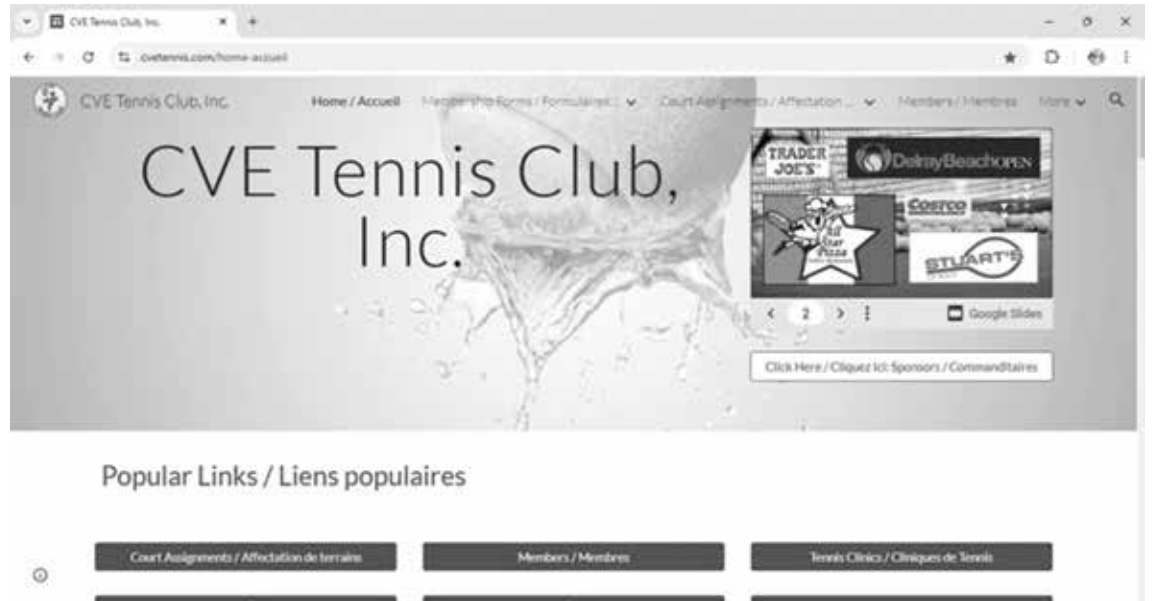 CVE Tennis Club, Inc.
cvetennis.com/home-accueil
CVE Tennis Club, Inc.
Home / Accueil
Membership Forms / Formulaires...
Court Assignments / Affectation ...
Members / Membres
More
CVE Tennis Club,
Inc.
TRADER
JOE'S
DelrayBeachOPEN
COSTCO
All
Star
Pizza
STUART'S
2
Google Slides
Click Here / Cliquez Ici: Sponsors / Commanditaires
Popular Links / Liens populaires
Court Assignments / Affectation de terrains
Members / Membres
Tennis Clinics / Cliniques de Tennis